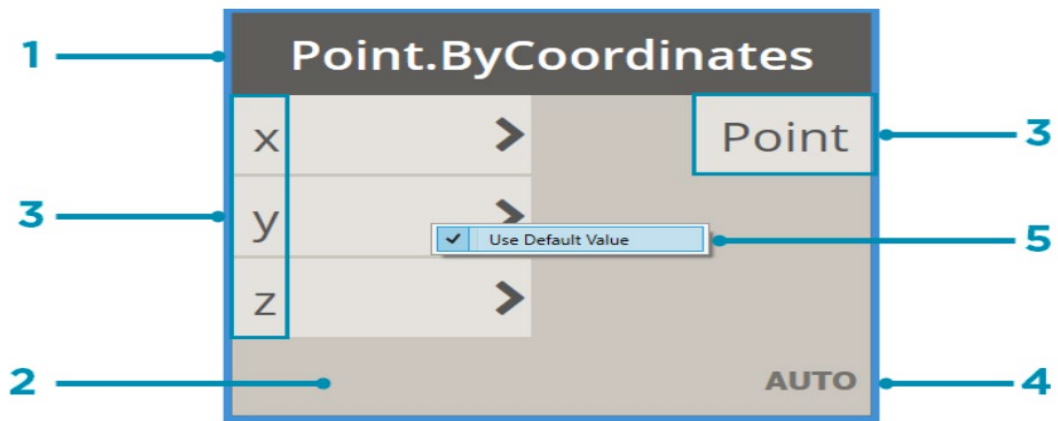 1 Point.ByCoordinates
x > Point 3
3 y >
✓ Use Default Value 5
z >
2 AUTO 4